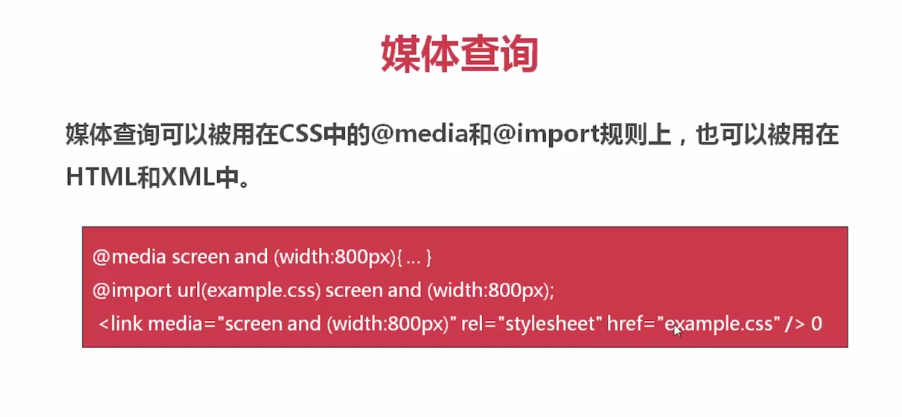 媒体查询
媒体查询可以被用在CSS中的@media和@import规则上，也可以被用在
HTML和XML中。
@media screen and (width:800px){ ... }
@import url(example.css) screen and (width:800px);
<link media="screen and (width:800px)" rel="stylesheet" href="example.css" /> 0